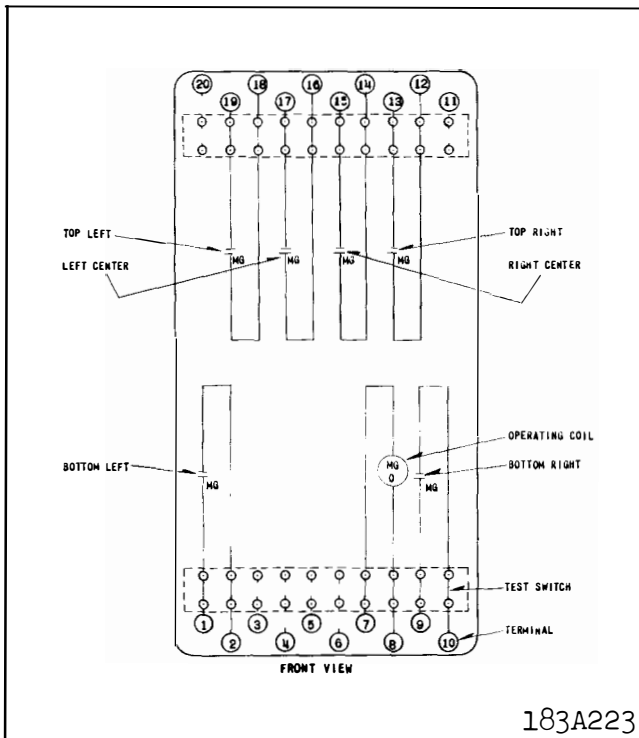 20 18 16 14 12
19 17 15 13 11
TOP LEFT
TOP RIGHT
LEFT CENTER
MG MG MG MG
RIGHT CENTER
OPERATING COIL
BOTTOM LEFT
MG
O
BOTTOM RIGHT
MG
MG
TEST SWITCH
1 3 5 7 9
TERMINAL
2 4 6 8 10
FRONT VIEW
183A223